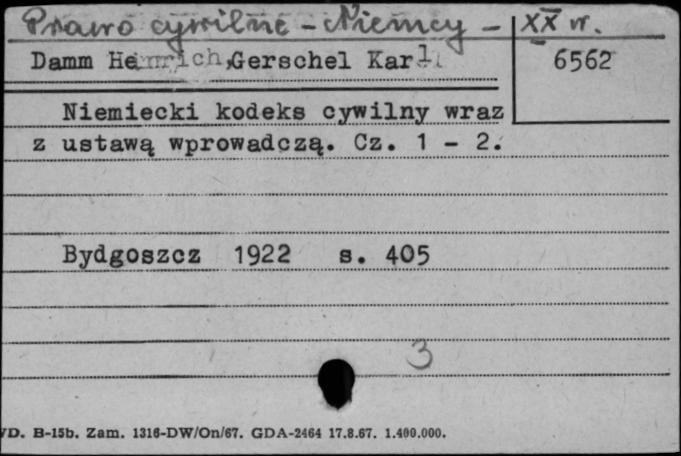 Prawo cywilne - Niemcy - XX w.
Damm Heinrich, Gerschel Karl
6562
Niemiecki kodeks cywilny wraz
z ustawą wprowadczą. Cz. 1 - 2.
Bydgoszcz 1922 s. 405
3
D. B-15b. Zam. 1316-DW/On/67. GDA-2464 17.8.67. 1.400.000.